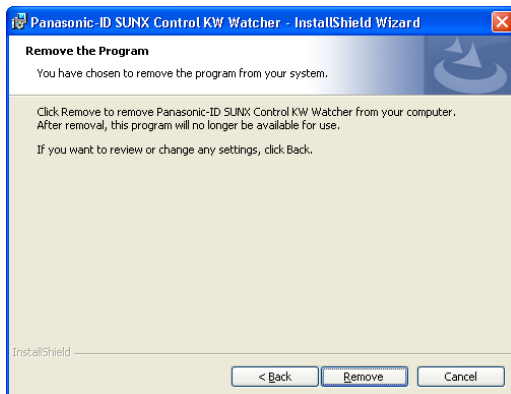 Panasonic-ID SUNX Control KW Watcher - InstallShield Wizard
Remove the Program
You have chosen to remove the program from your system.
Click Remove to remove Panasonic-ID SUNX Control KW Watcher from your computer.
After removal, this program will no longer be available for use.
If you want to review or change any settings, click Back.
InstallShield
< Back
Remove
Cancel